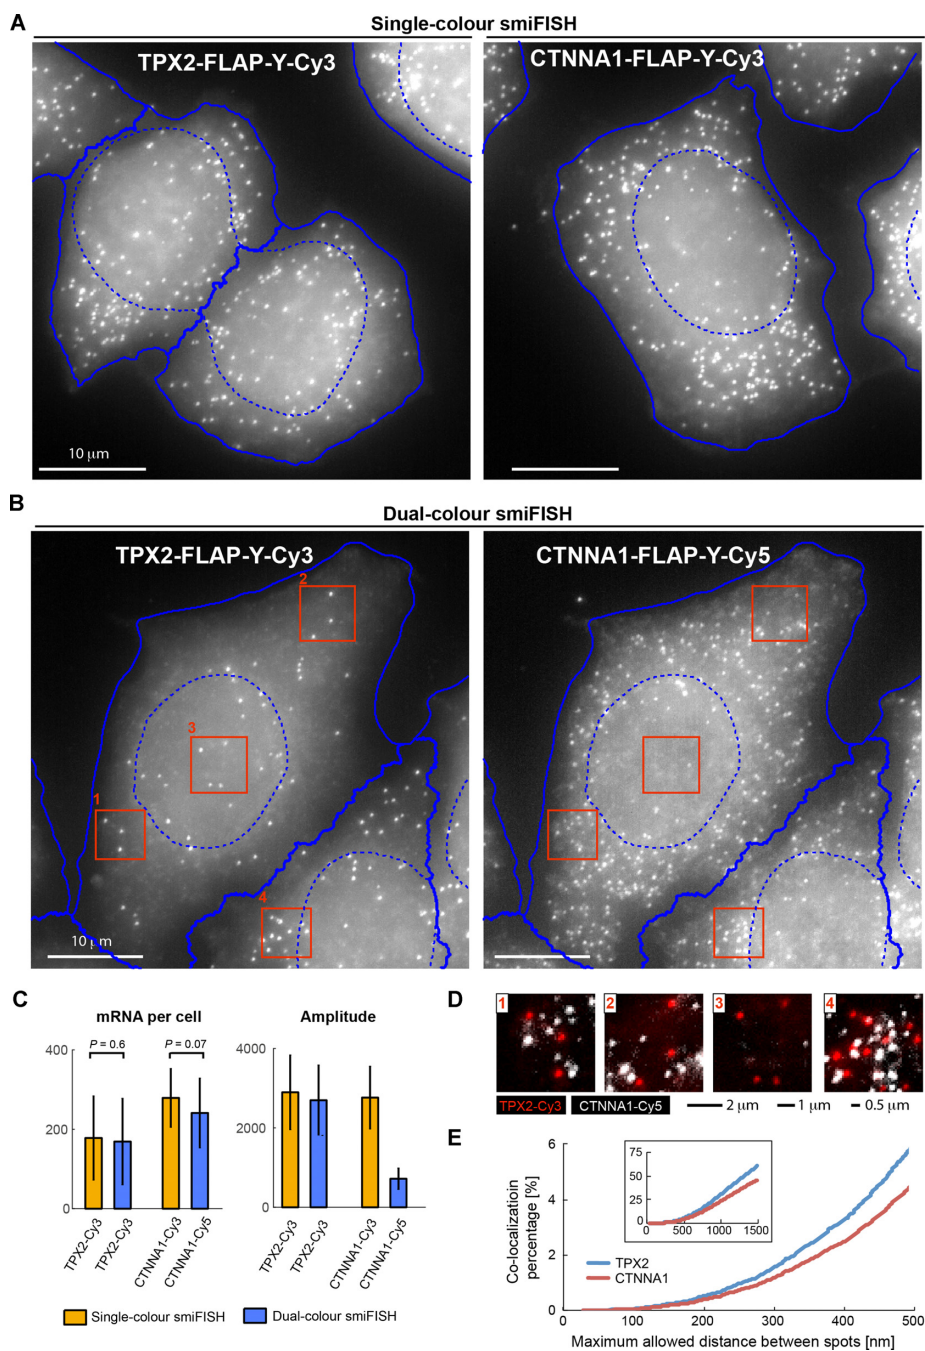 A
Single-colour smiFISH
TPX2-FLAP-Y-Cy3
CTNNA1-FLAP-Y-Cy3
10 μm
B
Dual-colour smiFISH
TPX2-FLAP-Y-Cy3
CTNNA1-FLAP-Y-Cy5
2
3
1
4
10 μm
C
mRNA per cell
Amplitude
P = 0.6
P = 0.07
400
200
0
4000
2000
0
TPX2-Cy3
TPX2-Cy3
CTNNA1-Cy3
CTNNA1-Cy5
TPX2-Cy3
TPX2-Cy3
CTNNA1-Cy3
CTNNA1-Cy5
Single-colour smiFISH
Dual-colour smiFISH
D
1
2
3
4
TPX2-Cy3
CTNNA1-Cy5
2 μm
1 μm
0.5 μm
E
Co-localizatioin
percentage [%]
6
4
2
0
75
50
25
0
0 500 1000 1500
TPX2
CTNNA1
0 100 200 300 400 500
Maximum allowed distance between spots [nm]